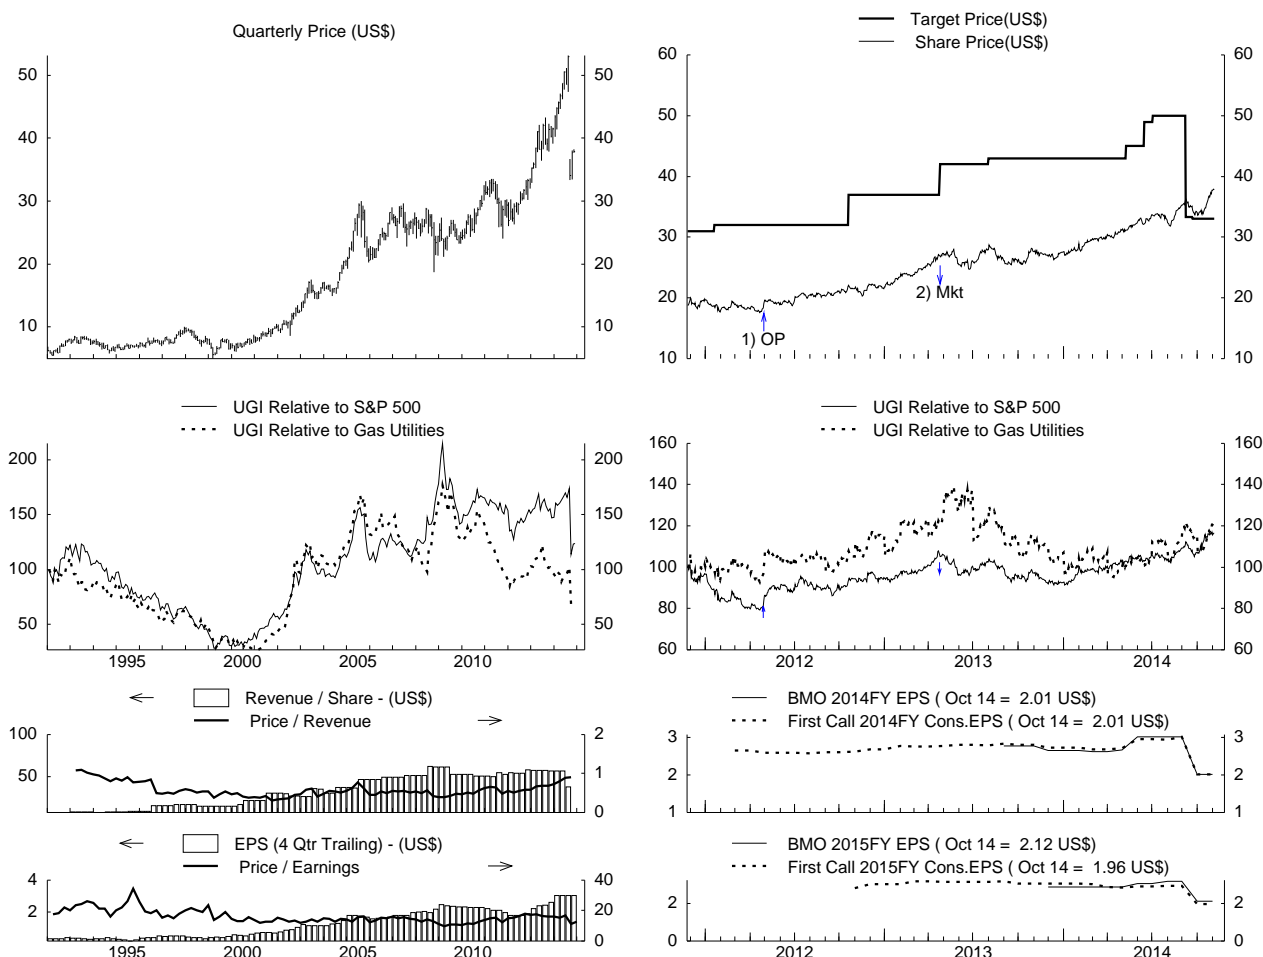 Quarterly Price (US$)
50 50
40 40
30 30
20 20
10 10
Target Price(US$)
Share Price(US$)
60 60
50 50
40 40
30 30
20 20
10 10
2) Mkt
1) OP
UGI Relative to S&P 500
UGI Relative to Gas Utilities
200 200
150 150
100 100
50 50
1995 2000 2005 2010
UGI Relative to S&P 500
UGI Relative to Gas Utilities
160 160
140 140
120 120
100 100
80 80
60 60
2012 2013 2014
Revenue / Share - (US$)
Price / Revenue
100 2
50 1
0
BMO 2014FY EPS ( Oct 14 = 2.01 US$)
First Call 2014FY Cons.EPS ( Oct 14 = 2.01 US$)
3 3
2 2
1 1
EPS (4 Qtr Trailing) - (US$)
Price / Earnings
4 40
2 20
0
1995 2000 2005 2010
BMO 2015FY EPS ( Oct 14 = 2.12 US$)
First Call 2015FY Cons.EPS ( Oct 14 = 1.96 US$)
3 3
2 2
0 0
2012 2013 2014